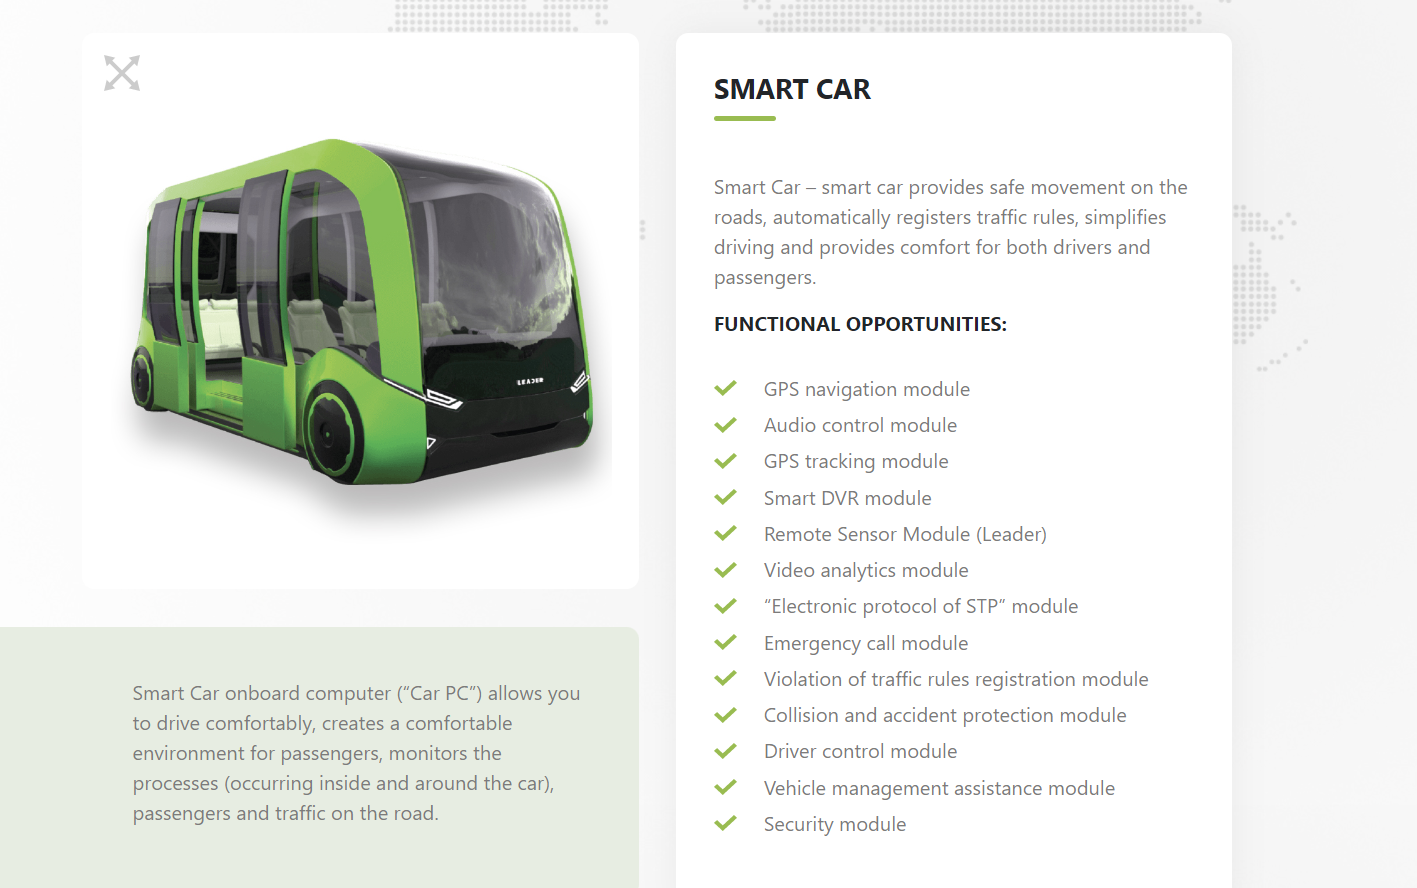 LEADER
Smart Car onboard computer (“Car PC”) allows you
to drive comfortably, creates a comfortable
environment for passengers, monitors the
processes (occurring inside and around the car),
passengers and traffic on the road.
SMART CAR
Smart Car – smart car provides safe movement on the
roads, automatically registers traffic rules, simplifies
driving and provides comfort for both drivers and
passengers.
FUNCTIONAL OPPORTUNITIES:
GPS navigation module
Audio control module
GPS tracking module
Smart DVR module
Remote Sensor Module (Leader)
Video analytics module
“Electronic protocol of STP” module
Emergency call module
Violation of traffic rules registration module
Collision and accident protection module
Driver control module
Vehicle management assistance module
Security module